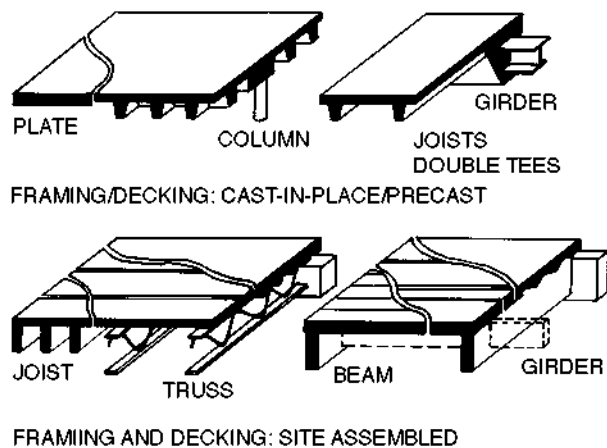 PLATE
COLUMN
GIRDER
JOISTS
DOUBLE TEES
FRAMING/DECKING: CAST-IN-PLACE/PRECAST
JOIST
TRUSS
BEAM
GIRDER
FRAMIING AND DECKING: SITE ASSEMBLED